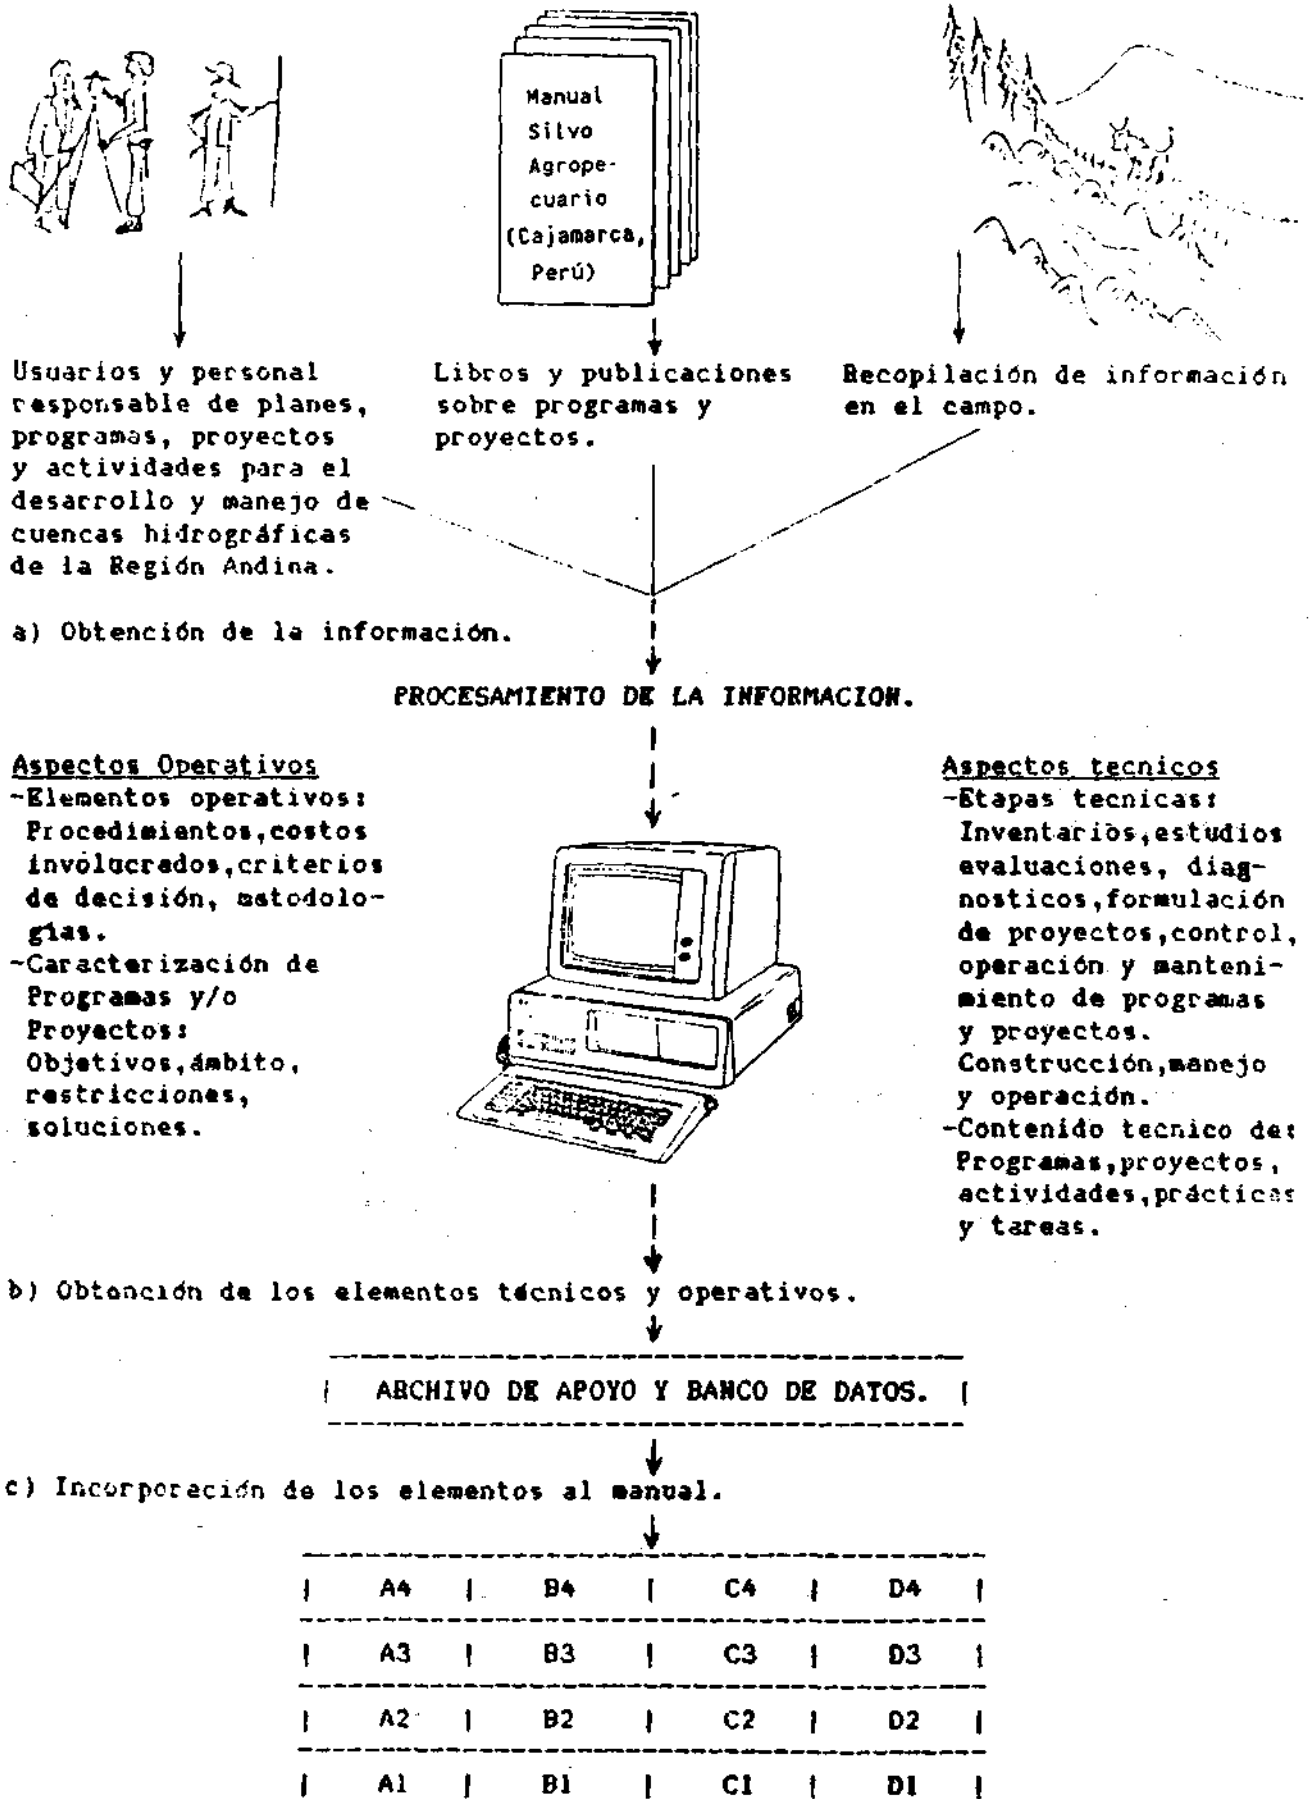 Manual
Silvo
Agrope-
cuario
(Cajamarca,
Perú)
Usuarios y personal
responsable de planes,
programas, proyectos
y actividades para el
desarrollo y manejo de
cuencas hidrográficas
de la Región Andina.
Libros y publicaciones
sobre programas y
proyectos.
Recopilación de información
en el campo.
a) Obtención de la información.
PROCESAMIENTO DE LA INFORMACION.
Aspectos Operativos
-Elementos operativos:
Procedimientos,costos
involucrados,criterios
de decisión, metodolo-
gías.
-Caracterización de
Programas y/o
Proyectos:
Objetivos,ámbito,
restricciones,
soluciones.
Aspectos tecnicos
-Etapas tecnicas:
Inventarios,estudios
evaluaciones, diag-
nosticos,formulación
de proyectos,control,
operación y manteni-
miento de programas
y proyectos.
Construcción,manejo
y operación.
-Contenido tecnico de:
Programas,proyectos,
actividades,prácticas
y tareas.
b) Obtención de los elementos técnicos y operativos.
ARCHIVO DE APOYO Y BANCO DE DATOS.
c) Incorporación de los elementos al manual.
A4 B4 C4 D4
A3 B3 C3 D3
A2 B2 C2 D2
A1 B1 C1 D1